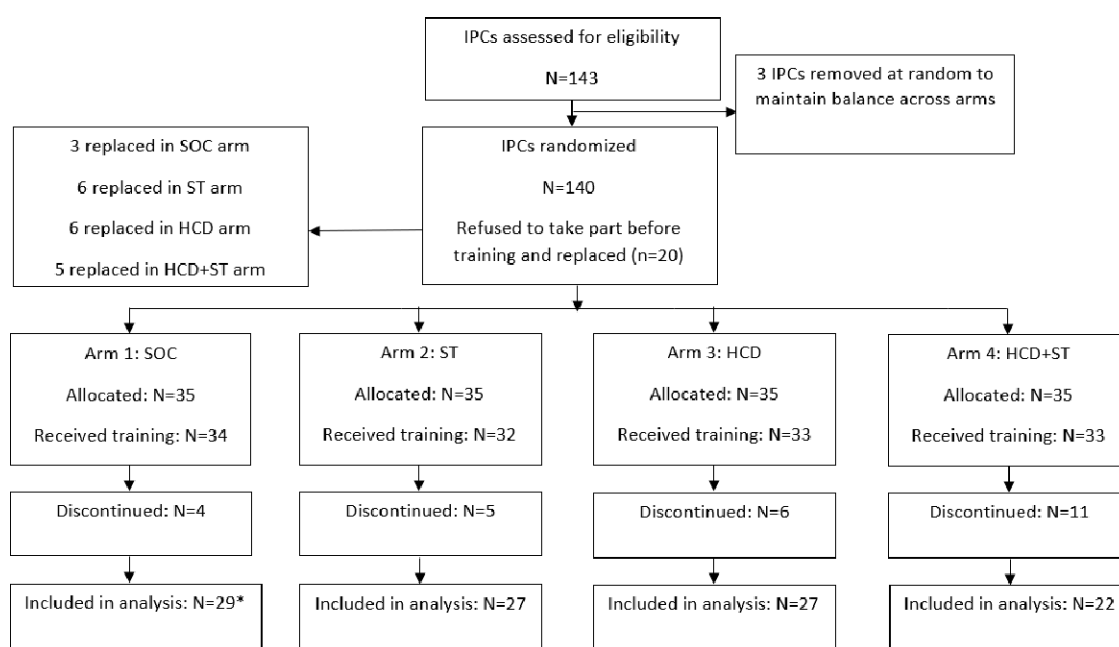 IPCs assessed for eligibility
N=143
3 IPCs removed at random to
maintain balance across arms
3 replaced in SOC arm
6 replaced in ST arm
6 replaced in HCD arm
5 replaced in HCD+ST arm
IPCs randomized
N=140
Refused to take part before
training and replaced (n=20)
Arm 1: SOC
Allocated: N=35
Received training: N=34
Arm 2: ST
Allocated: N=35
Received training: N=32
Arm 3: HCD
Allocated: N=35
Received training: N=33
Arm 4: HCD+ST
Allocated: N=35
Received training: N=33
Discontinued: N=4
Discontinued: N=5
Discontinued: N=6
Discontinued: N=11
Included in analysis: N=29*
Included in analysis: N=27
Included in analysis: N=27
Included in analysis: N=22